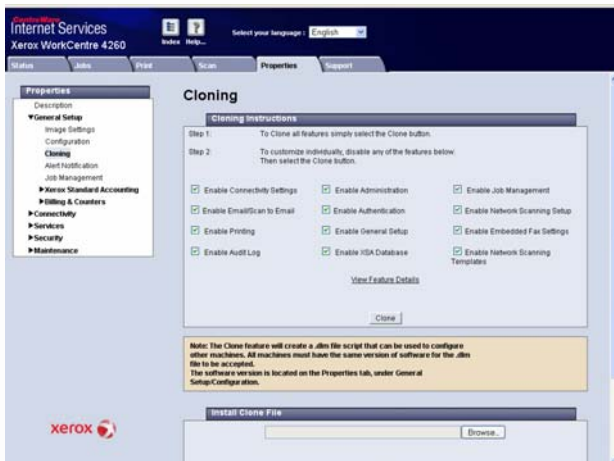 CentreWare
Internet Services
Xerox WorkCentre 4260
Index Help...
Select your language : English
Status Jobs Print Scan Properties Support
Properties
Description
General Setup
Image Settings
Configuration
Cloning
Alert Notification
Job Management
Xerox Standard Accounting
Billing & Counters
Connectivity
Services
Security
Maintenance
xerox
Cloning
Cloning Instructions
Step 1: To Clone all features simply select the Clone button.
Step 2: To customize individually, disable any of the features below.
Then select the Clone button.
Enable Connectivity Settings Enable Administration Enable Job Management
Enable Email/Scan to Email Enable Authentication Enable Network Scanning Setup
Enable Printing Enable General Setup Enable Embedded Fax Settings
Enable Audit Log Enable XSA Database Enable Network Scanning
Templates
View Feature Details
Clone
Note: The Clone feature will create a .dlm file script that can be used to configure
other machines. All machines must have the same version of software for the .dlm
file to be accepted.
The software version is located on the Properties tab, under General
Setup/Configuration.
Install Clone File
Browse..